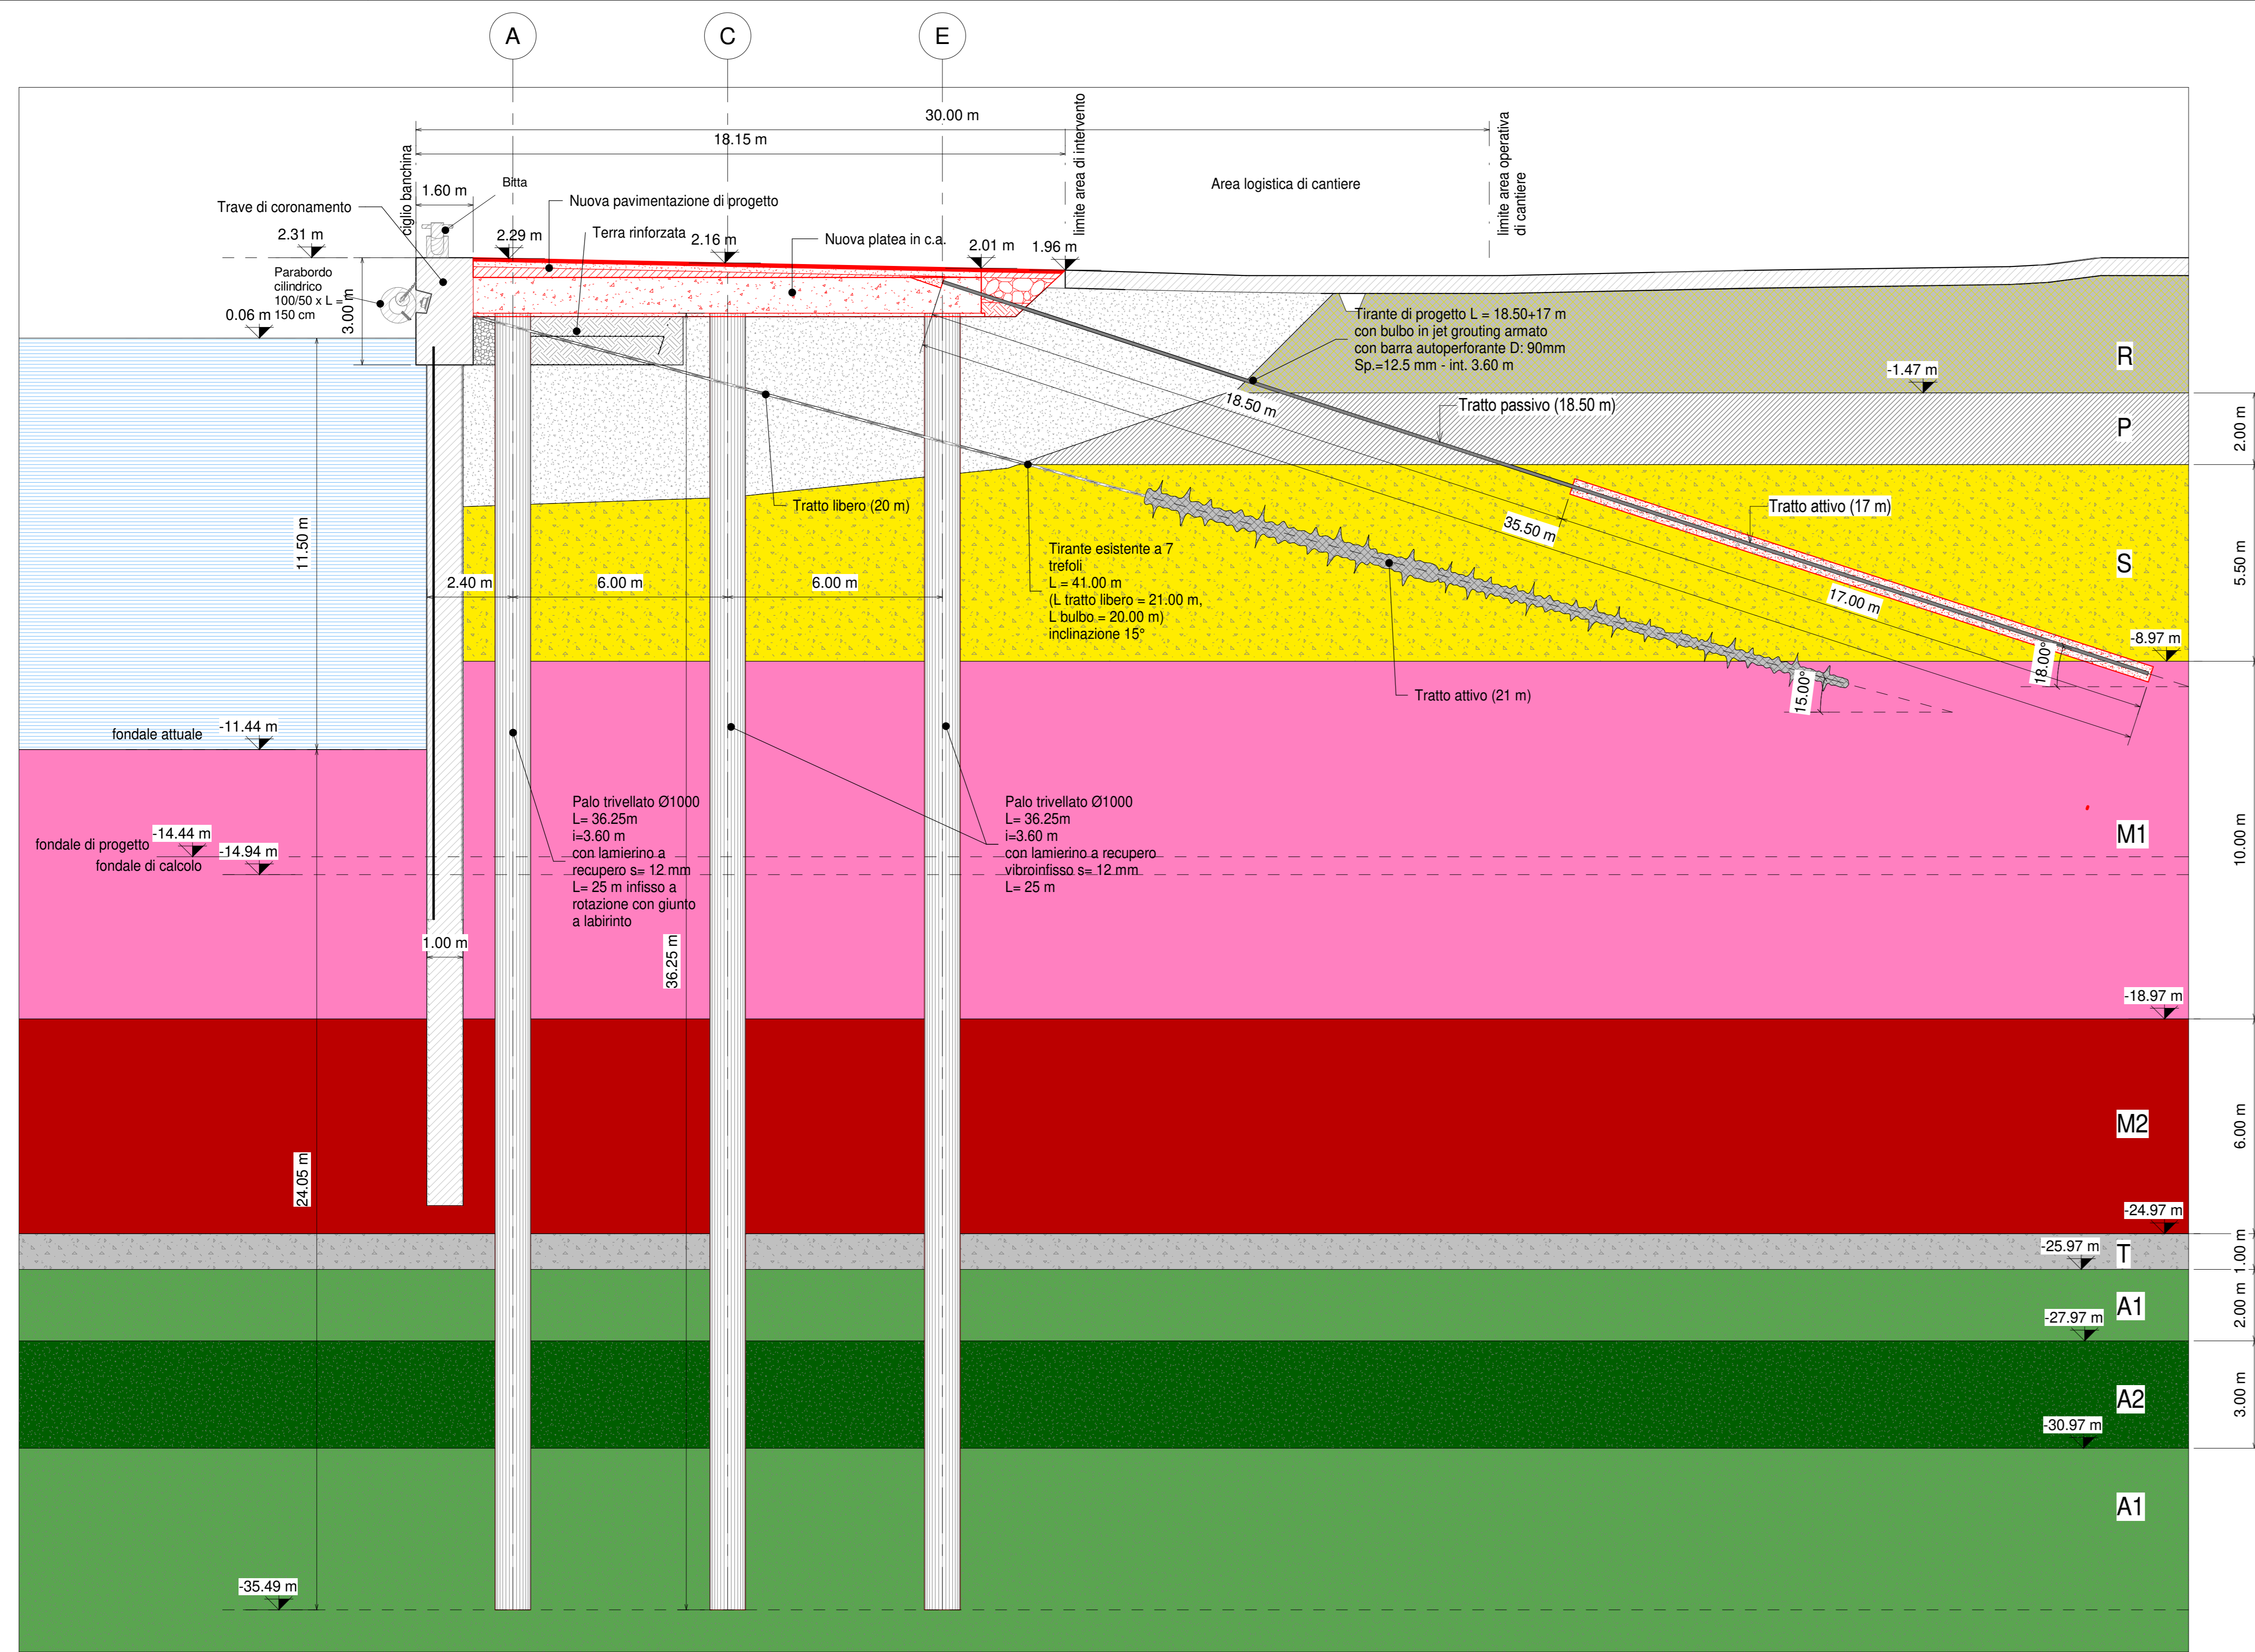 A
C
E
30.00 m
18.15 m
ciglio banchina
limite area di intervento
limite area operativa
di cantiere
Area logistica di cantiere
1.60 m
Bitta
Trave di coronamento
Nuova pavimentazione di progetto
Terra rinforzata
Nuova platea in c.a.
2.31 m
2.29 m
2.16 m
2.01 m
1.96 m
Parabordo
cilindrico
100/50 x L =
150 cm
3.00 m
0.06 m
Tirante di progetto L = 18.50+17 m
con bulbo in jet grouting armato
con barra autoperforante D: 90mm
Sp.=12.5 mm - int. 3.60 m
R
-1.47 m
18.50 m
Tratto passivo (18.50 m)
P
2.00 m
Tratto libero (20 m)
35.50 m
Tratto attivo (17 m)
11.50 m
2.40 m
6.00 m
6.00 m
Tirante esistente a 7
trefoli
L = 41.00 m
(L tratto libero = 21.00 m,
L bulbo = 20.00 m)
inclinazione 15°
S
5.50 m
17.00 m
-8.97 m
18.00°
15.00°
Tratto attivo (21 m)
fondale attuale
-11.44 m
Palo trivellato Ø1000
L= 36.25m
i=3.60 m
con lamierino a
recupero s= 12 mm
L= 25 m infisso a
rotazione con giunto
a labirinto
Palo trivellato Ø1000
L= 36.25m
i=3.60 m
con lamierino a recupero
vibroinfisso s= 12 mm
L= 25 m
fondale di progetto
-14.44 m
fondale di calcolo
-14.94 m
M1
10.00 m
1.00 m
36.25 m
-18.97 m
M2
6.00 m
24.05 m
-24.97 m
-25.97 m
T
1.00 m
A1
2.00 m
-27.97 m
A2
3.00 m
-30.97 m
A1
-35.49 m